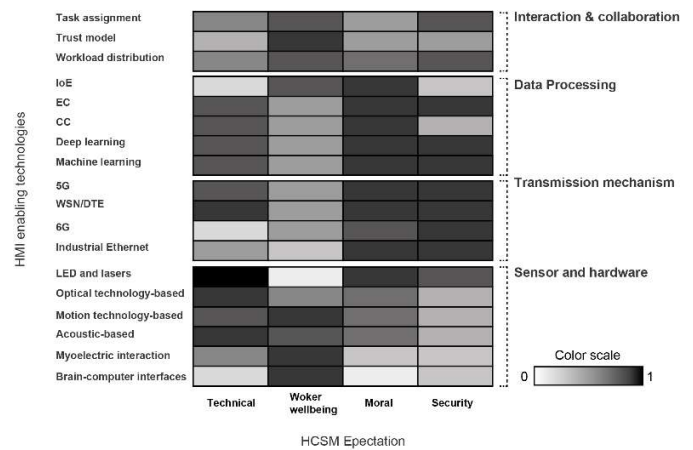 Task assignment
Trust model
Workload distribution
Interaction & collaboration
IoE
EC
CC
Deep learning
Machine learning
Data Processing
5G
WSN/DTE
6G
Industrial Ethernet
Transmission mechanism
LED and lasers
Optical technology-based
Motion technology-based
Acoustic-based
Myoelectric interaction
Brain-computer interfaces
Sensor and hardware
HMI enabling technologies
Color scale
0 1
Technical
Woker
wellbeing
Moral
Security
HCSM Epectation